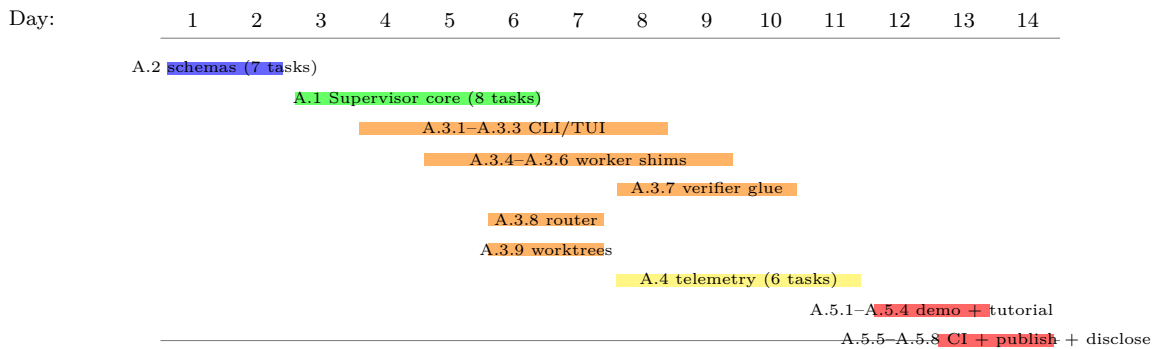 Day: 1 2 3 4 5 6 7 8 9 10 11 12 13 14
A.2 schemas (7 tasks)
A.1 Supervisor core (8 tasks)
A.3.1–A.3.3 CLI/TUI
A.3.4–A.3.6 worker shims
A.3.7 verifier glue
A.3.8 router
A.3.9 worktrees
A.4 telemetry (6 tasks)
A.5.1–A.5.4 demo + tutorial
A.5.5–A.5.8 CI + publish + disclose